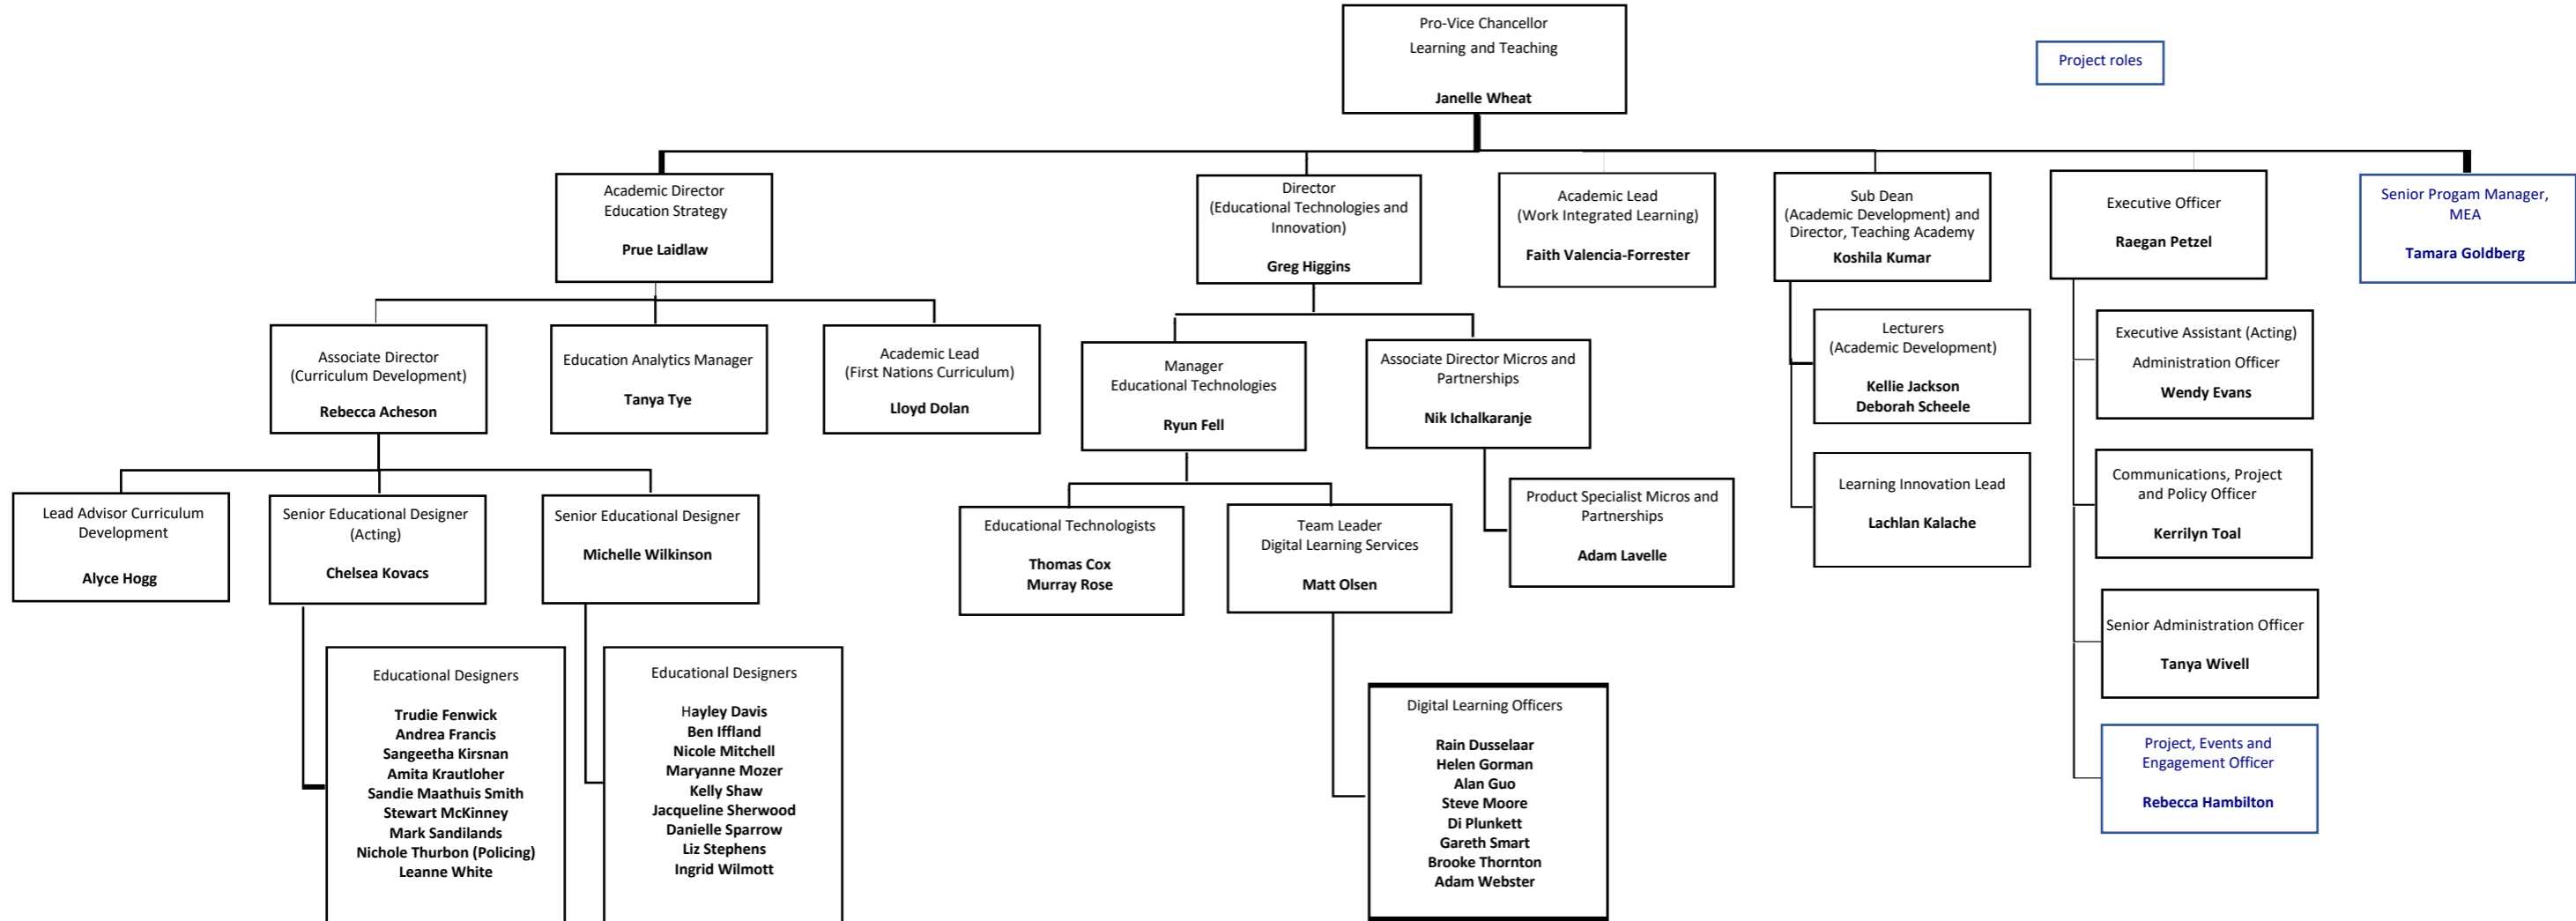 Pro-Vice Chancellor
Learning and Teaching
Janelle Wheat
Project roles
Academic Director
Education Strategy
Prue Laidlaw
Director
(Educational Technologies and
Innovation)
Greg Higgins
Academic Lead
(Work Integrated Learning)
Faith Valencia-Forrester
Sub Dean
(Academic Development) and
Director, Teaching Academy
Koshila Kumar
Executive Officer
Raegan Petzel
Senior Progam Manager,
MEA
Tamara Goldberg
Associate Director
(Curriculum Development)
Rebecca Acheson
Education Analytics Manager
Tanya Tye
Academic Lead
(First Nations Curriculum)
Lloyd Dolan
Manager
Educational Technologies
Ryun Fell
Associate Director Micros and
Partnerships
Nik Ichalkaranje
Lecturers
(Academic Development)
Kellie Jackson
Deborah Scheele
Executive Assistant (Acting)
Administration Officer
Wendy Evans
Lead Advisor Curriculum
Development
Alyce Hogg
Senior Educational Designer
(Acting)
Chelsea Kovacs
Senior Educational Designer
Michelle Wilkinson
Educational Technologists
Thomas Cox
Murray Rose
Team Leader
Digital Learning Services
Matt Olsen
Product Specialist Micros and
Partnerships
Adam Lavelle
Learning Innovation Lead
Lachlan Kalache
Communications, Project
and Policy Officer
Kerrilyn Toal
Senior Administration Officer
Tanya Wivell
Educational Designers
Trudie Fenwick
Andrea Francis
Sangeetha Kirsnan
Amita Krautloher
Sandie Maathuis Smith
Stewart McKinney
Mark Sandilands
Nichole Thurbon (Policing)
Leanne White
Educational Designers
Hayley Davis
Ben Iffland
Nicole Mitchell
Maryanne Mozer
Kelly Shaw
Jacqueline Sherwood
Danielle Sparrow
Liz Stephens
Ingrid Wilmott
Digital Learning Officers
Rain Dusselaar
Helen Gorman
Alan Guo
Steve Moore
Di Plunkett
Gareth Smart
Brooke Thornton
Adam Webster
Project, Events and
Engagement Officer
Rebecca Hambilton